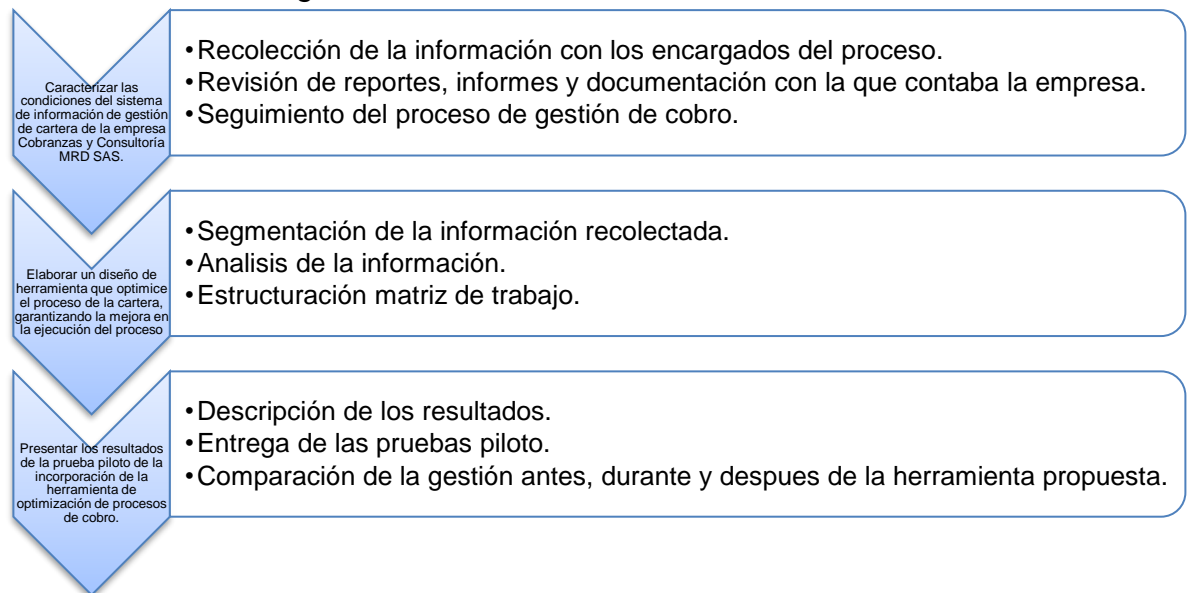 Caracterizar las
condiciones del sistema
de información de gestión
de cartera de la empresa
Cobranzas y Consultoría
MRD SAS.
•Recolección de la información con los encargados del proceso.
•Revisión de reportes, informes y documentación con la que contaba la empresa.
•Seguimiento del proceso de gestión de cobro.
Elaborar un diseño de
herramienta que optimice
el proceso de la cartera,
garantizando la mejora en
la ejecución del proceso
•Segmentación de la información recolectada.
•Analisis de la información.
•Estructuración matriz de trabajo.
Presentar los resultados
de la prueba piloto de la
incorporación de la
herramienta de
optimización de procesos
de cobro.
•Descripción de los resultados.
•Entrega de las pruebas piloto.
•Comparación de la gestión antes, durante y despues de la herramienta propuesta.